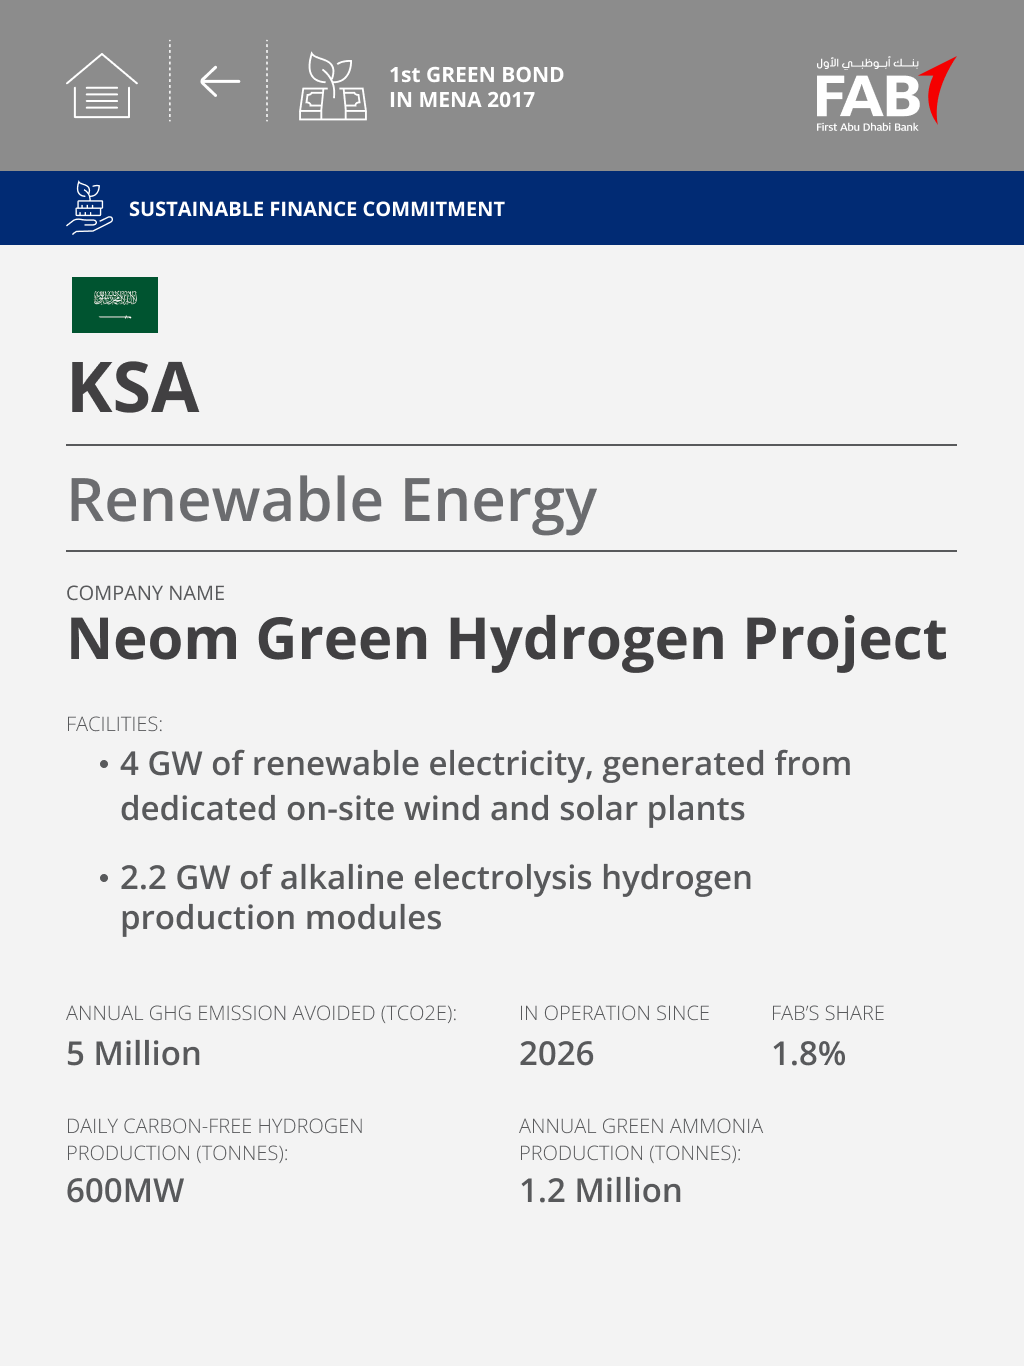 1st GREEN BOND
IN MENA 2017
بنــك أبـوظبــي الأول
FAB
First Abu Dhabi Bank
SUSTAINABLE FINANCE COMMITMENT
KSA
Renewable Energy
COMPANY NAME
Neom Green Hydrogen Project
FACILITIES:
• 4 GW of renewable electricity, generated from
dedicated on-site wind and solar plants
• 2.2 GW of alkaline electrolysis hydrogen
production modules
ANNUAL GHG EMISSION AVOIDED (TCO2E):
5 Million
IN OPERATION SINCE
2026
FAB’S SHARE
1.8%
DAILY CARBON-FREE HYDROGEN
PRODUCTION (TONNES):
600MW
ANNUAL GREEN AMMONIA
PRODUCTION (TONNES):
1.2 Million